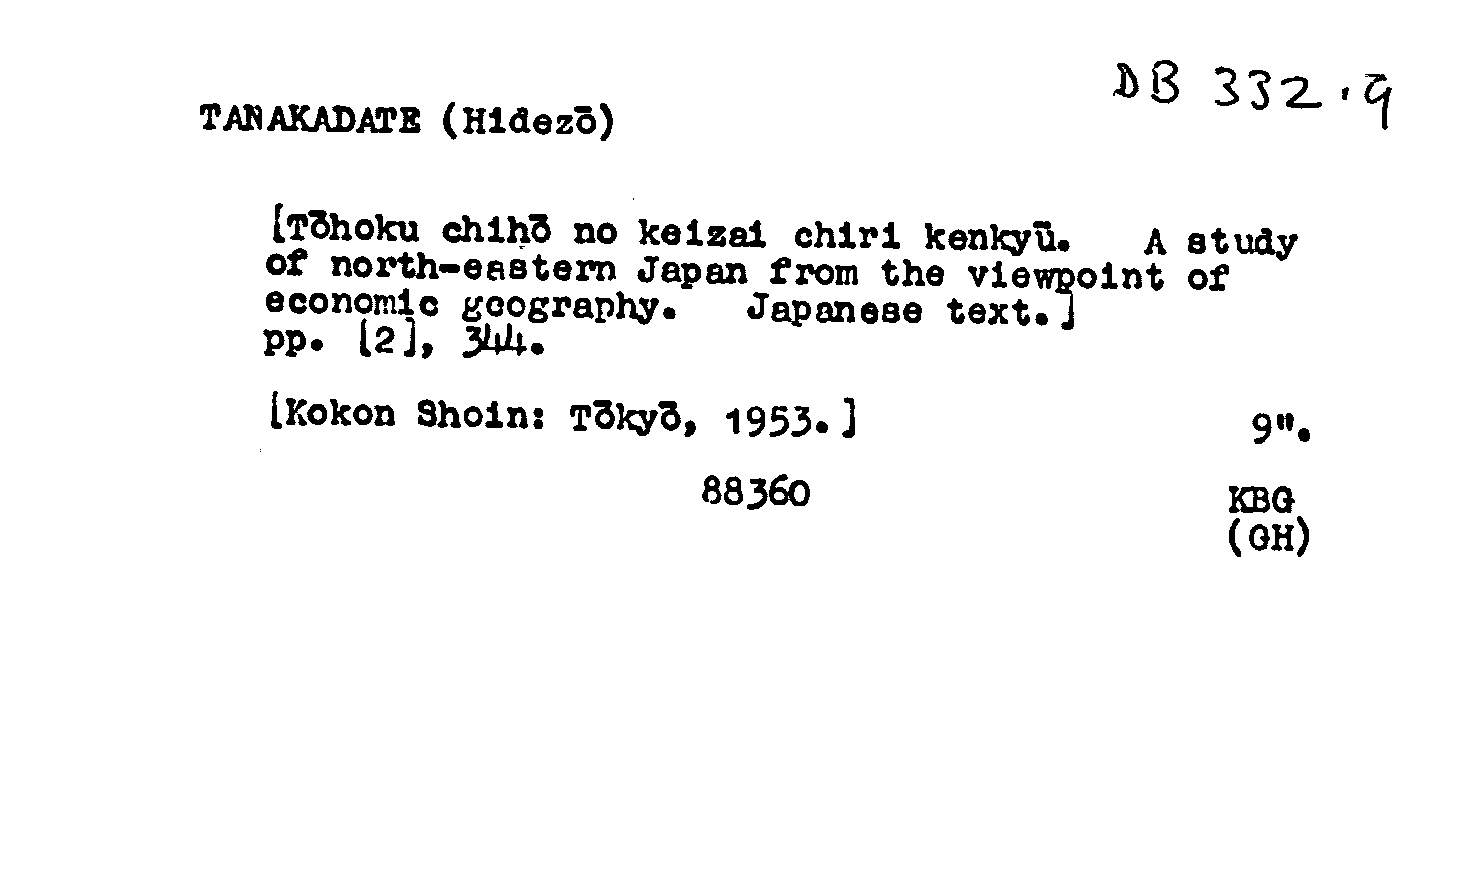 DB 332.9
TANAKADATE (Hidezō)
[Tōhoku chihō no keizai chiri kenkyū. A study
of north-eastern Japan from the viewpoint of
economic geography. Japanese text.]
pp. [2], 344.
[Kokon Shoin: Tōkyō, 1953.]
9".
88360
KBG
(GH)